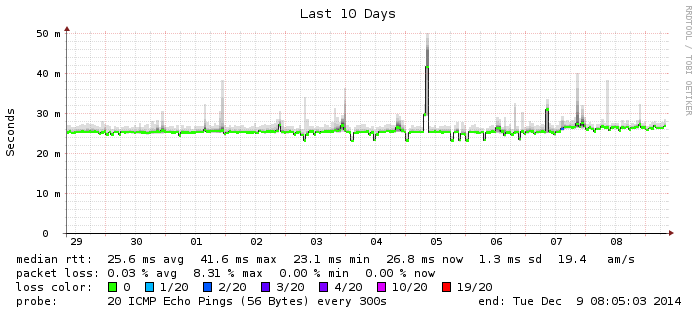 Last 10 Days
RRDTOOL / TOBI OETIKER
Seconds
50 m
40 m
30 m
20 m
10 m
0
29 30 01 02 03 04 05 06 07 08
median rtt: 25.6 ms avg 41.6 ms max 23.1 ms min 26.8 ms now 1.3 ms sd 19.4 am/s
packet loss: 0.03 % avg 8.31 % max 0.00 % min 0.00 % now
loss color: 0 1/20 2/20 3/20 4/20 10/20 19/20
probe: 20 ICMP Echo Pings (56 Bytes) every 300s end: Tue Dec 9 08:05:03 2014